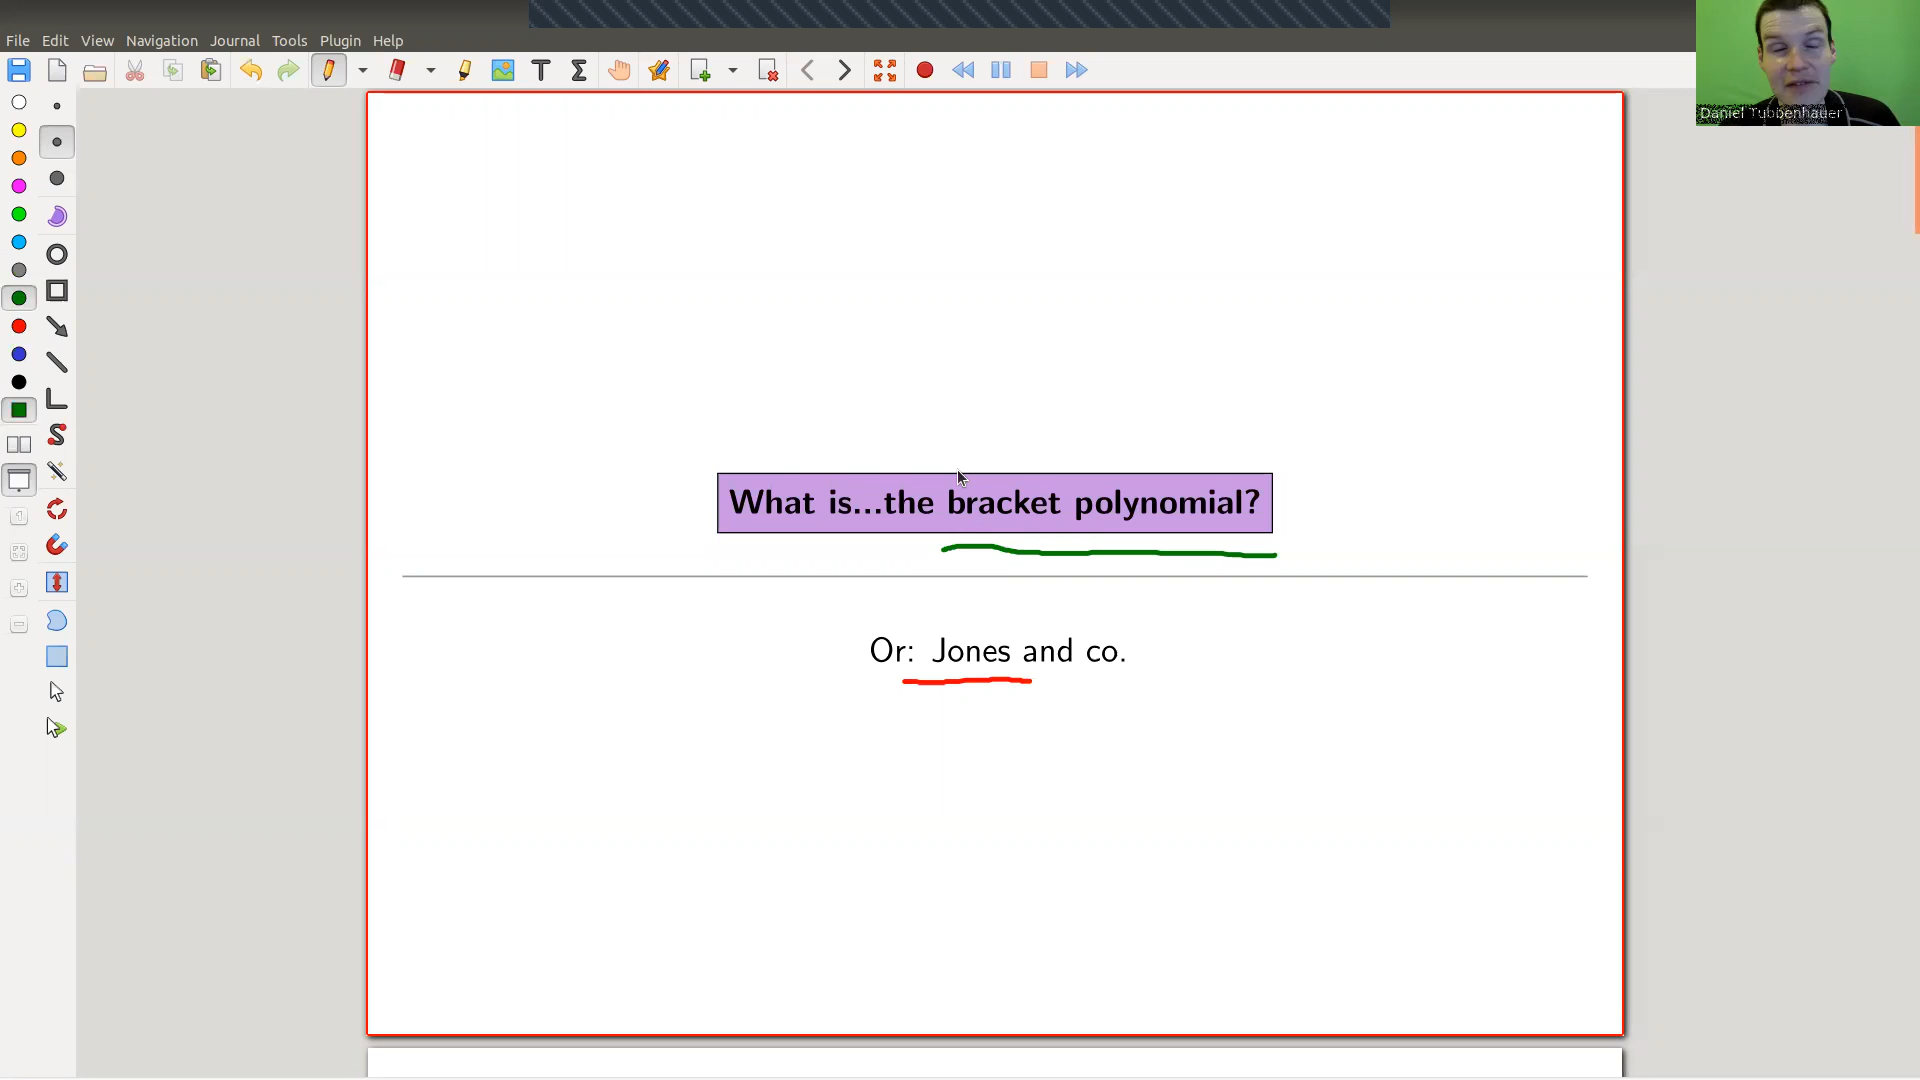 File Edit View Navigation Journal Tools Plugin Help
Daniel Tubbenhauer
What is...the bracket polynomial?
Or: Jones and co.